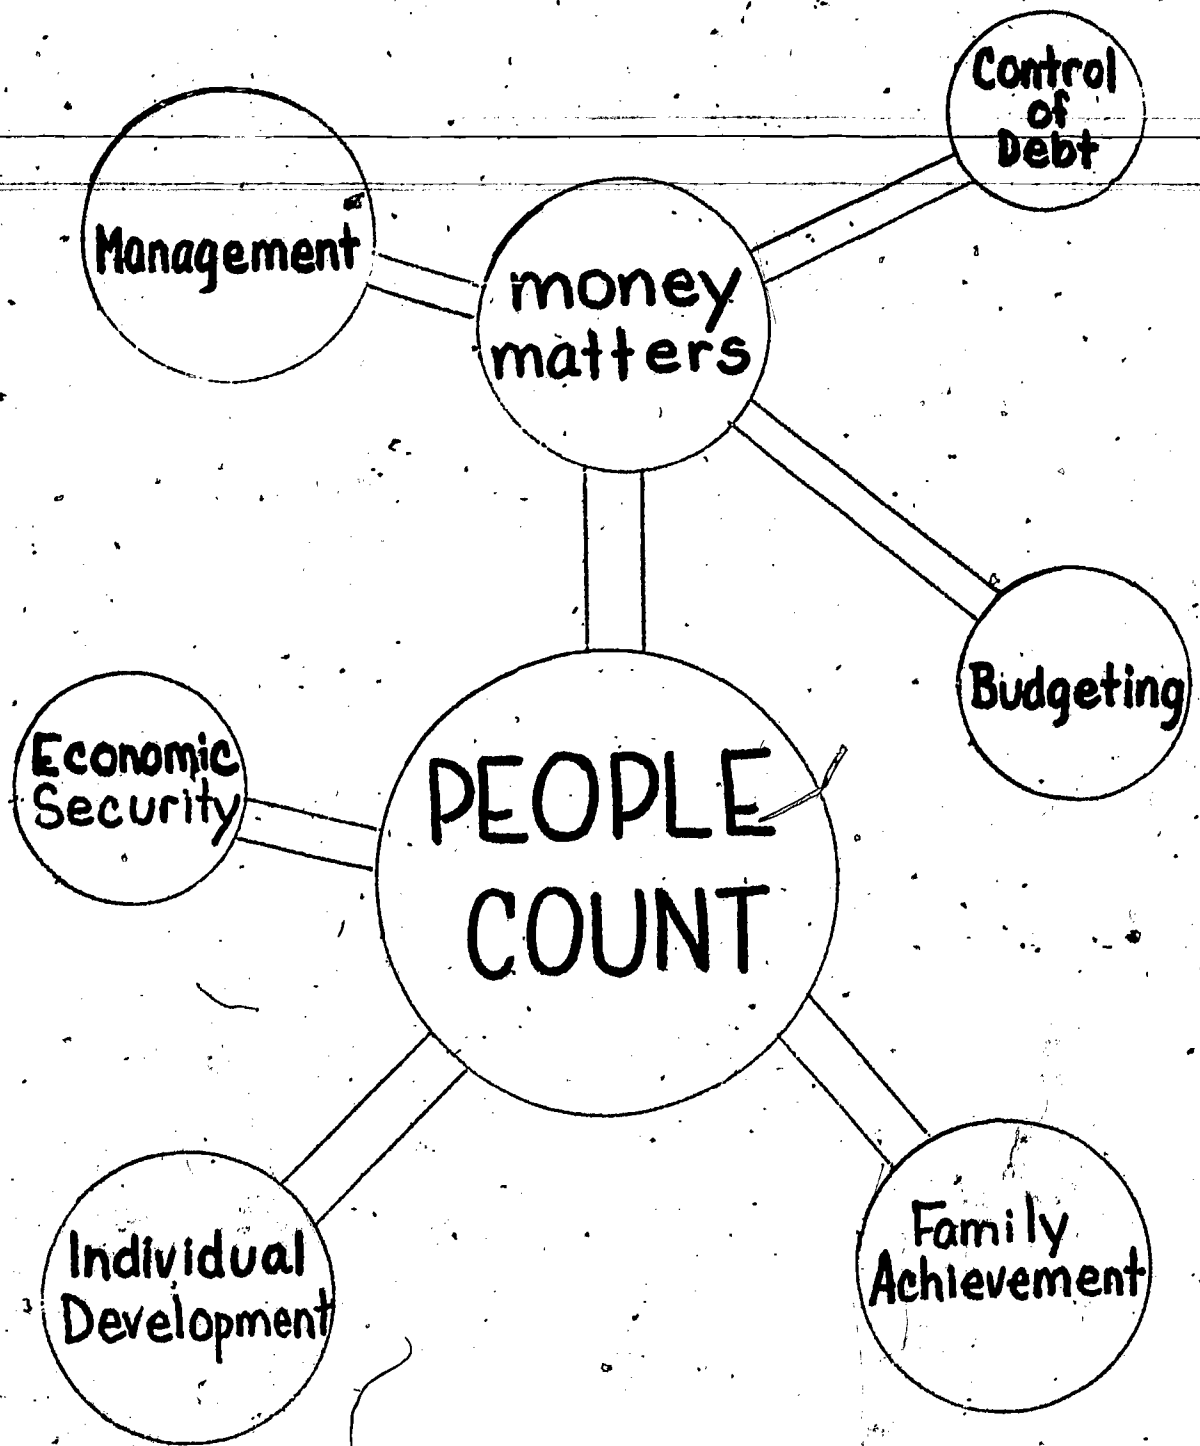 Control
of
Debt
Management
money
matters
Budgeting
Economic
Security
PEOPLE
COUNT
Individual
Development
Family
Achievement